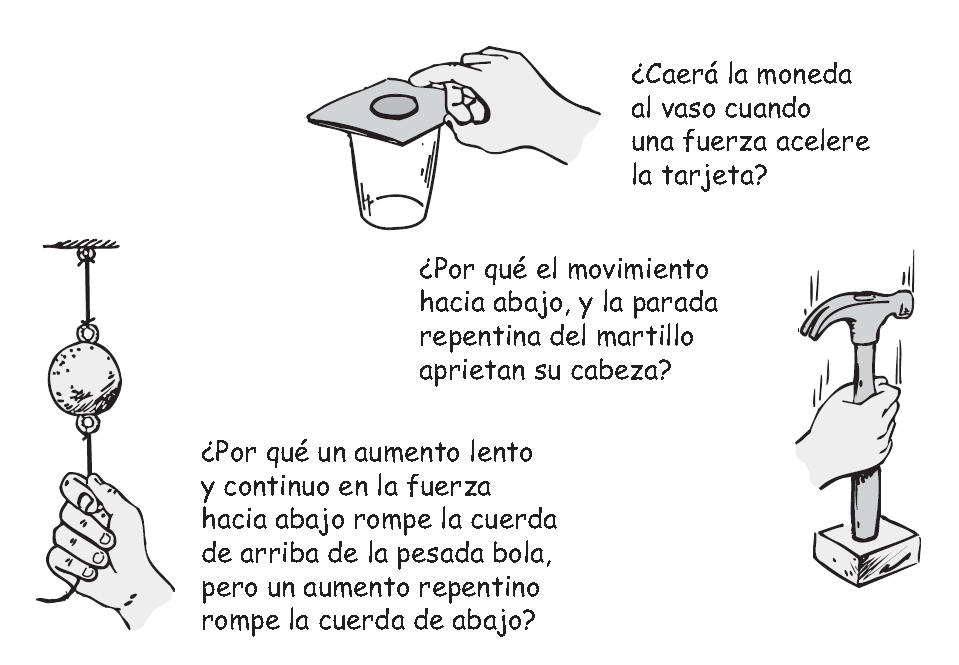 ¿Caerá la moneda
al vaso cuando
una fuerza acelere
la tarjeta?
¿Por qué el movimiento
hacia abajo, y la parada
repentina del martillo
aprietan su cabeza?
¿Por qué un aumento lento
y continuo en la fuerza
hacia abajo rompe la cuerda
de arriba de la pesada bola,
pero un aumento repentino
rompe la cuerda de abajo?